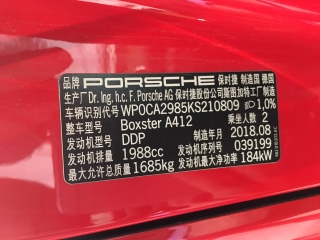 品牌 PORSCHE 保时捷 制造国 德国
生产厂 Dr. Ing. h.c. F. Porsche AG 保时捷股份公司斯图加特工厂制造
车辆识别代号 WP0CA2985KS210809 1,0%
整车型号 Boxster A412 乘坐人数 2
发动机型号 DDP 制造年月 2018.08
发动机排量 1988cc 发动机序列号 039199
最大允许总质量 1685kg 发动机最大净功率 184kW